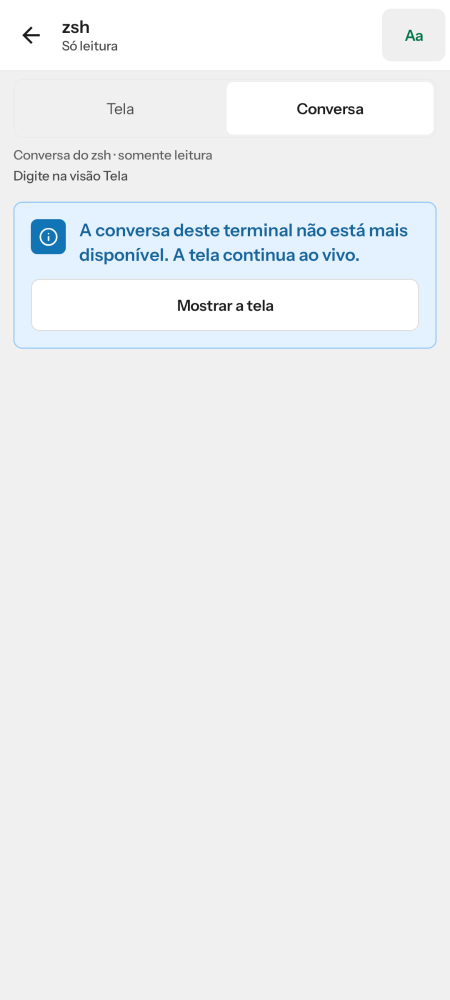 zsh
Só leitura
Aa
Tela
Conversa
Conversa do zsh · somente leitura
Digite na visão Tela
A conversa deste terminal não está mais
disponível. A tela continua ao vivo.
Mostrar a tela